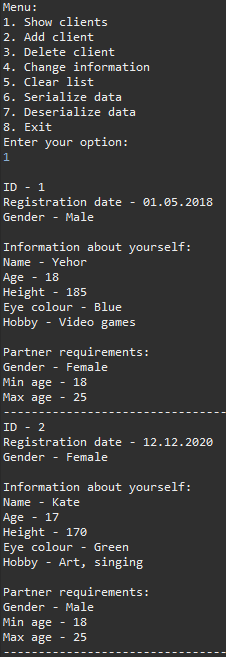 Menu:
1. Show clients
2. Add client
3. Delete client
4. Change information
5. Clear list
6. Serialize data
7. Deserialize data
8. Exit
Enter your option:
1
ID - 1
Registration date - 01.05.2018
Gender - Male
Information about yourself:
Name - Yehor
Age - 18
Height - 185
Eye colour - Blue
Hobby - Video games
Partner requirements:
Gender - Female
Min age - 18
Max age - 25
---------------------------------
ID - 2
Registration date - 12.12.2020
Gender - Female
Information about yourself:
Name - Kate
Age - 17
Height - 170
Eye colour - Green
Hobby - Art, singing
Partner requirements:
Gender - Male
Min age - 18
Max age - 25
---------------------------------